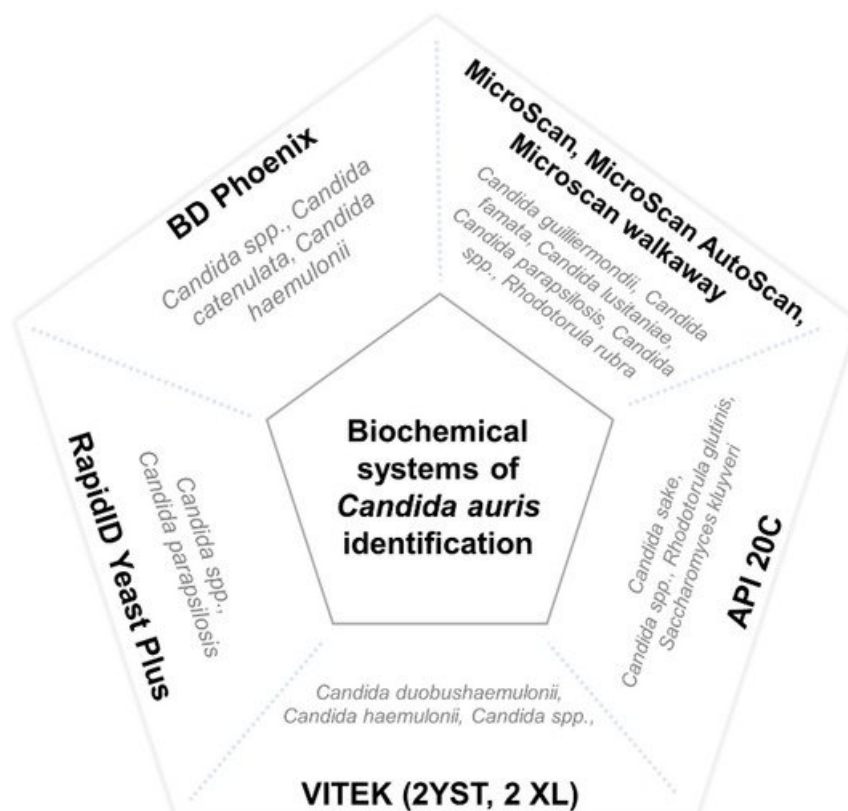 MicroScan, MicroScan AutoScan,
Microscan walkaway
Candida guilliermondii, Candida
famata, Candida lusitaniae,
Candida parapsilosis, Candida
spp., Rhodotorula rubra
BD Phoenix
Candida spp., Candida
catenulata, Candida
haemulonii
Biochemical
systems of
Candida auris
identification
RapidID Yeast Plus
Candida spp.,
Candida parapsilosis
Candida sake,
Candida spp., Rhodotorula glutinis,
Saccharomyces kluyveri
API 20C
Candida duobushaemulonii,
Candida haemulonii, Candida spp.,
VITEK (2YST, 2 XL)